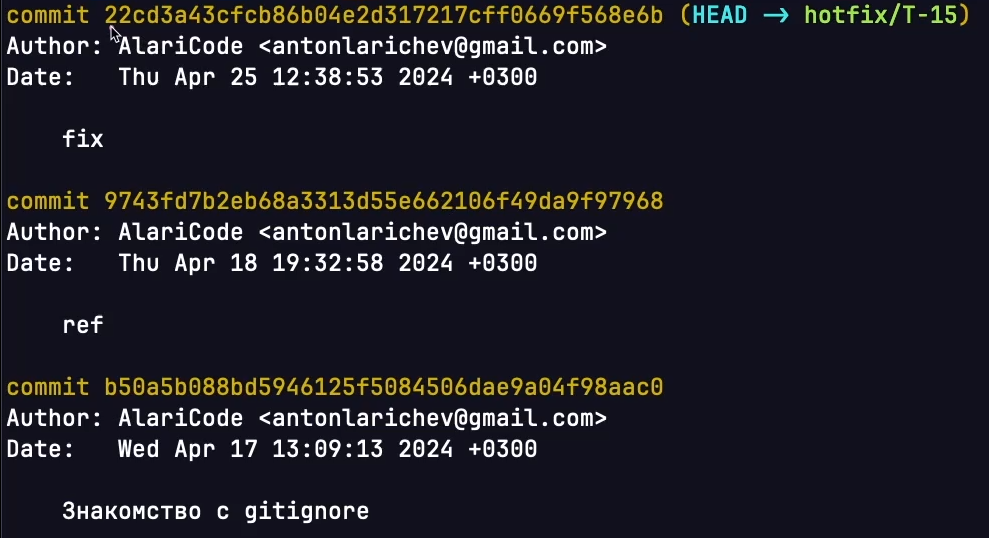 commit 22cd3a43cfcb86b04e2d317217cff0669f568e6b (HEAD -> hotfix/T-15)
Author: AlariCode <antonlarichev@gmail.com>
Date:   Thu Apr 25 12:38:53 2024 +0300
fix
commit 9743fd7b2eb68a3313d55e662106f49da9f97968
Author: AlariCode <antonlarichev@gmail.com>
Date:   Thu Apr 18 19:32:58 2024 +0300
ref
commit b50a5b088bd5946125f5084506dae9a04f98aac0
Author: AlariCode <antonlarichev@gmail.com>
Date:   Wed Apr 17 13:09:13 2024 +0300
Знакомство с gitignore